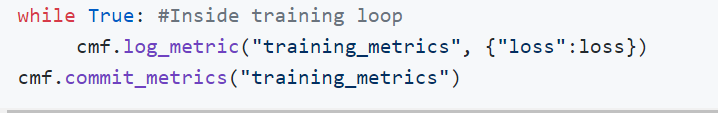 while True: #Inside training loop
     cmf.log_metric("training_metrics", {"loss":loss})
cmf.commit_metrics("training_metrics")